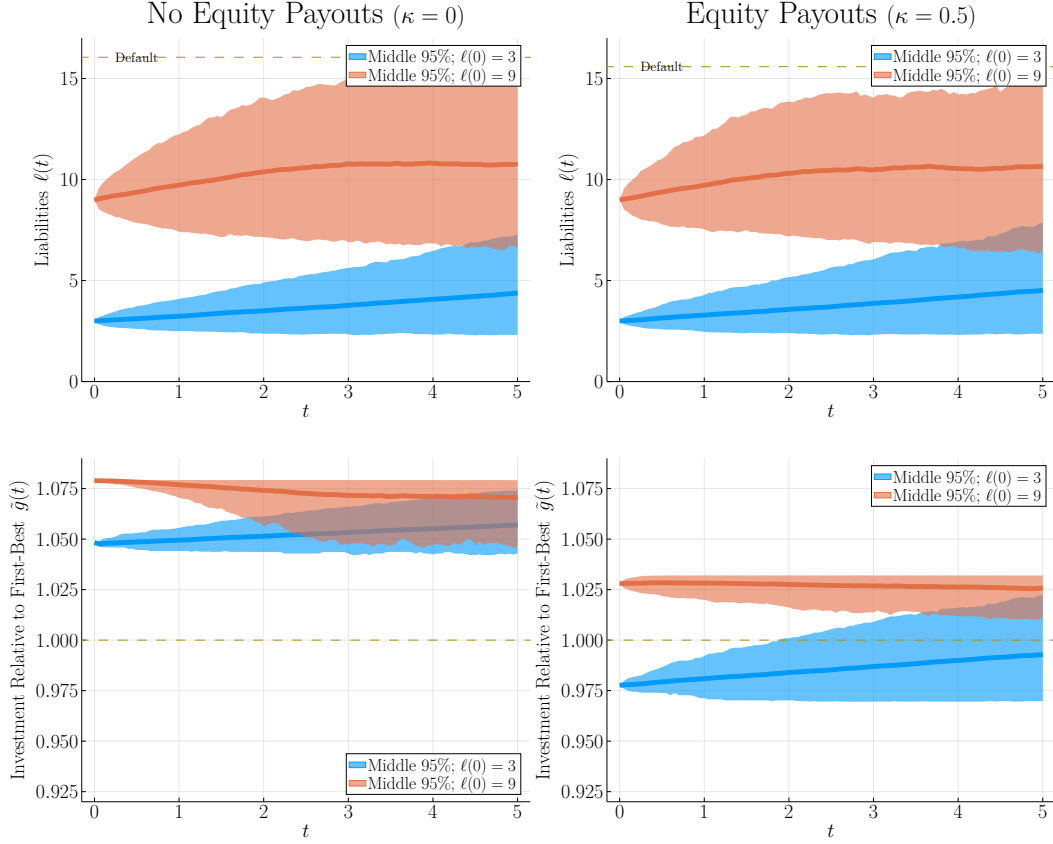 No Equity Payouts (κ = 0)
Default
Middle 95%; ℓ(0) = 3
Middle 95%; ℓ(0) = 9
Liabilities ℓ(t)
15
10
5
0
0 1 2 3 4 5
t
Equity Payouts (κ = 0.5)
Default
Middle 95%; ℓ(0) = 3
Middle 95%; ℓ(0) = 9
Liabilities ℓ(t)
15
10
5
0
0 1 2 3 4 5
t
Investment Relative to First-Best g̃(t)
1.075
1.050
1.025
1.000
0.975
0.950
0.925
Middle 95%; ℓ(0) = 3
Middle 95%; ℓ(0) = 9
0 1 2 3 4 5
t
Investment Relative to First-Best g̃(t)
1.075
1.050
1.025
1.000
0.975
0.950
0.925
Middle 95%; ℓ(0) = 3
Middle 95%; ℓ(0) = 9
0 1 2 3 4 5
t